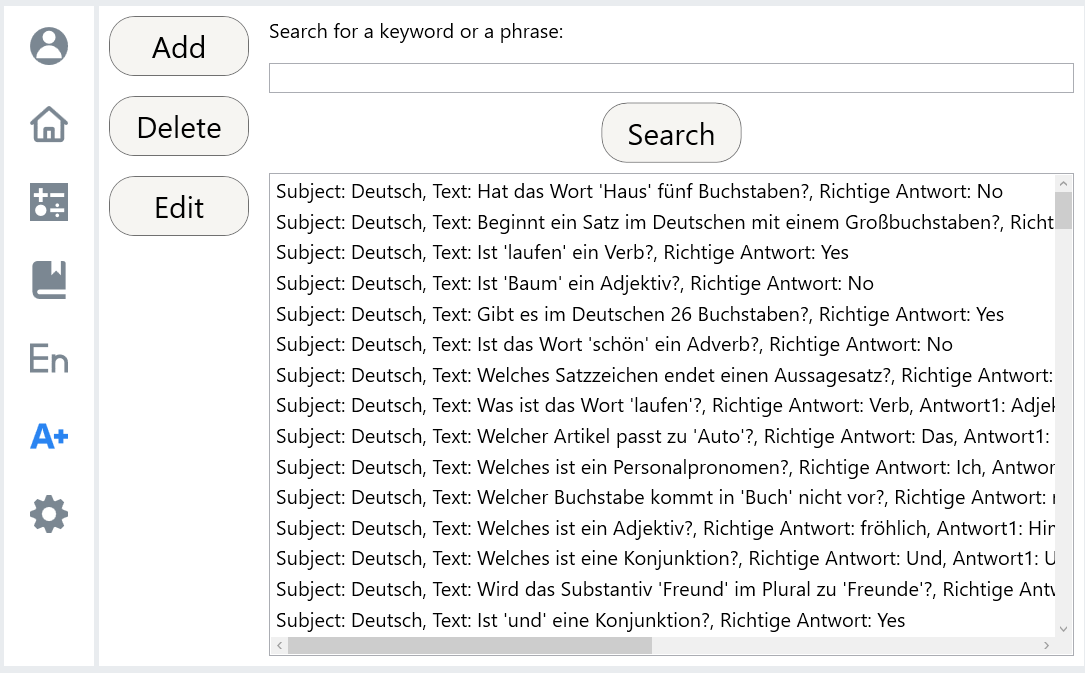 Add
Delete
Edit
En
A+
Search for a keyword or a phrase:
Search
Subject: Deutsch, Text: Hat das Wort 'Haus' fünf Buchstaben?, Richtige Antwort: No
Subject: Deutsch, Text: Beginnt ein Satz im Deutschen mit einem Großbuchstaben?, Richt
Subject: Deutsch, Text: Ist 'laufen' ein Verb?, Richtige Antwort: Yes
Subject: Deutsch, Text: Ist 'Baum' ein Adjektiv?, Richtige Antwort: No
Subject: Deutsch, Text: Gibt es im Deutschen 26 Buchstaben?, Richtige Antwort: Yes
Subject: Deutsch, Text: Ist das Wort 'schön' ein Adverb?, Richtige Antwort: No
Subject: Deutsch, Text: Welches Satzzeichen endet einen Aussagesatz?, Richtige Antwort:
Subject: Deutsch, Text: Was ist das Wort 'laufen'?, Richtige Antwort: Verb, Antwort1: Adjek
Subject: Deutsch, Text: Welcher Artikel passt zu 'Auto'?, Richtige Antwort: Das, Antwort1:
Subject: Deutsch, Text: Welches ist ein Personalpronomen?, Richtige Antwort: Ich, Antwor
Subject: Deutsch, Text: Welcher Buchstabe kommt in 'Buch' nicht vor?, Richtige Antwort:
Subject: Deutsch, Text: Welches ist ein Adjektiv?, Richtige Antwort: fröhlich, Antwort1: Hin
Subject: Deutsch, Text: Welches ist eine Konjunktion?, Richtige Antwort: Und, Antwort1: U
Subject: Deutsch, Text: Wird das Substantiv 'Freund' im Plural zu 'Freunde'?, Richtige Antw
Subject: Deutsch, Text: Ist 'und' eine Konjunktion?, Richtige Antwort: Yes